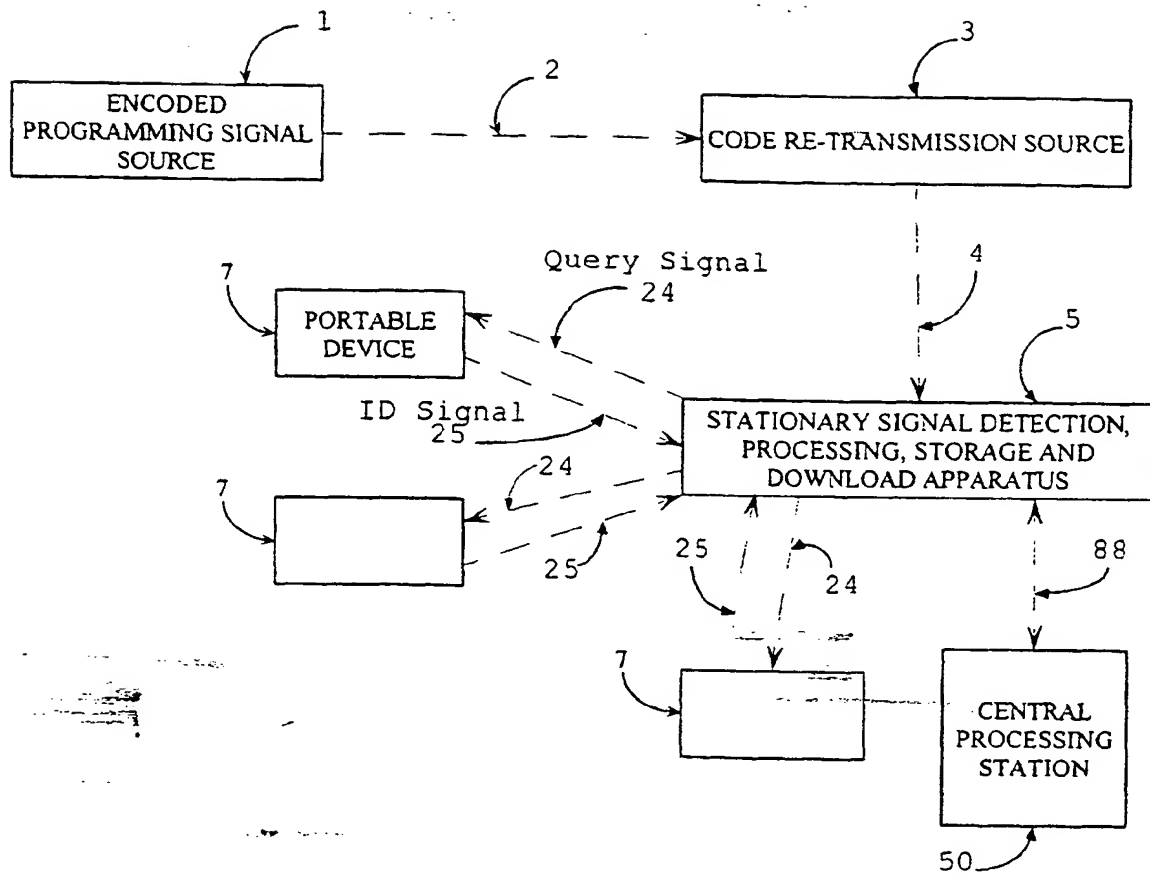 1
2
3
ENCODED
PROGRAMMING SIGNAL
SOURCE
CODE RE-TRANSMISSION SOURCE
Query Signal
24
4
7
PORTABLE
DEVICE
5
ID Signal
25
STATIONARY SIGNAL DETECTION,
PROCESSING, STORAGE AND
DOWNLOAD APPARATUS
7
24
25
25
24
88
7
CENTRAL
PROCESSING
STATION
50